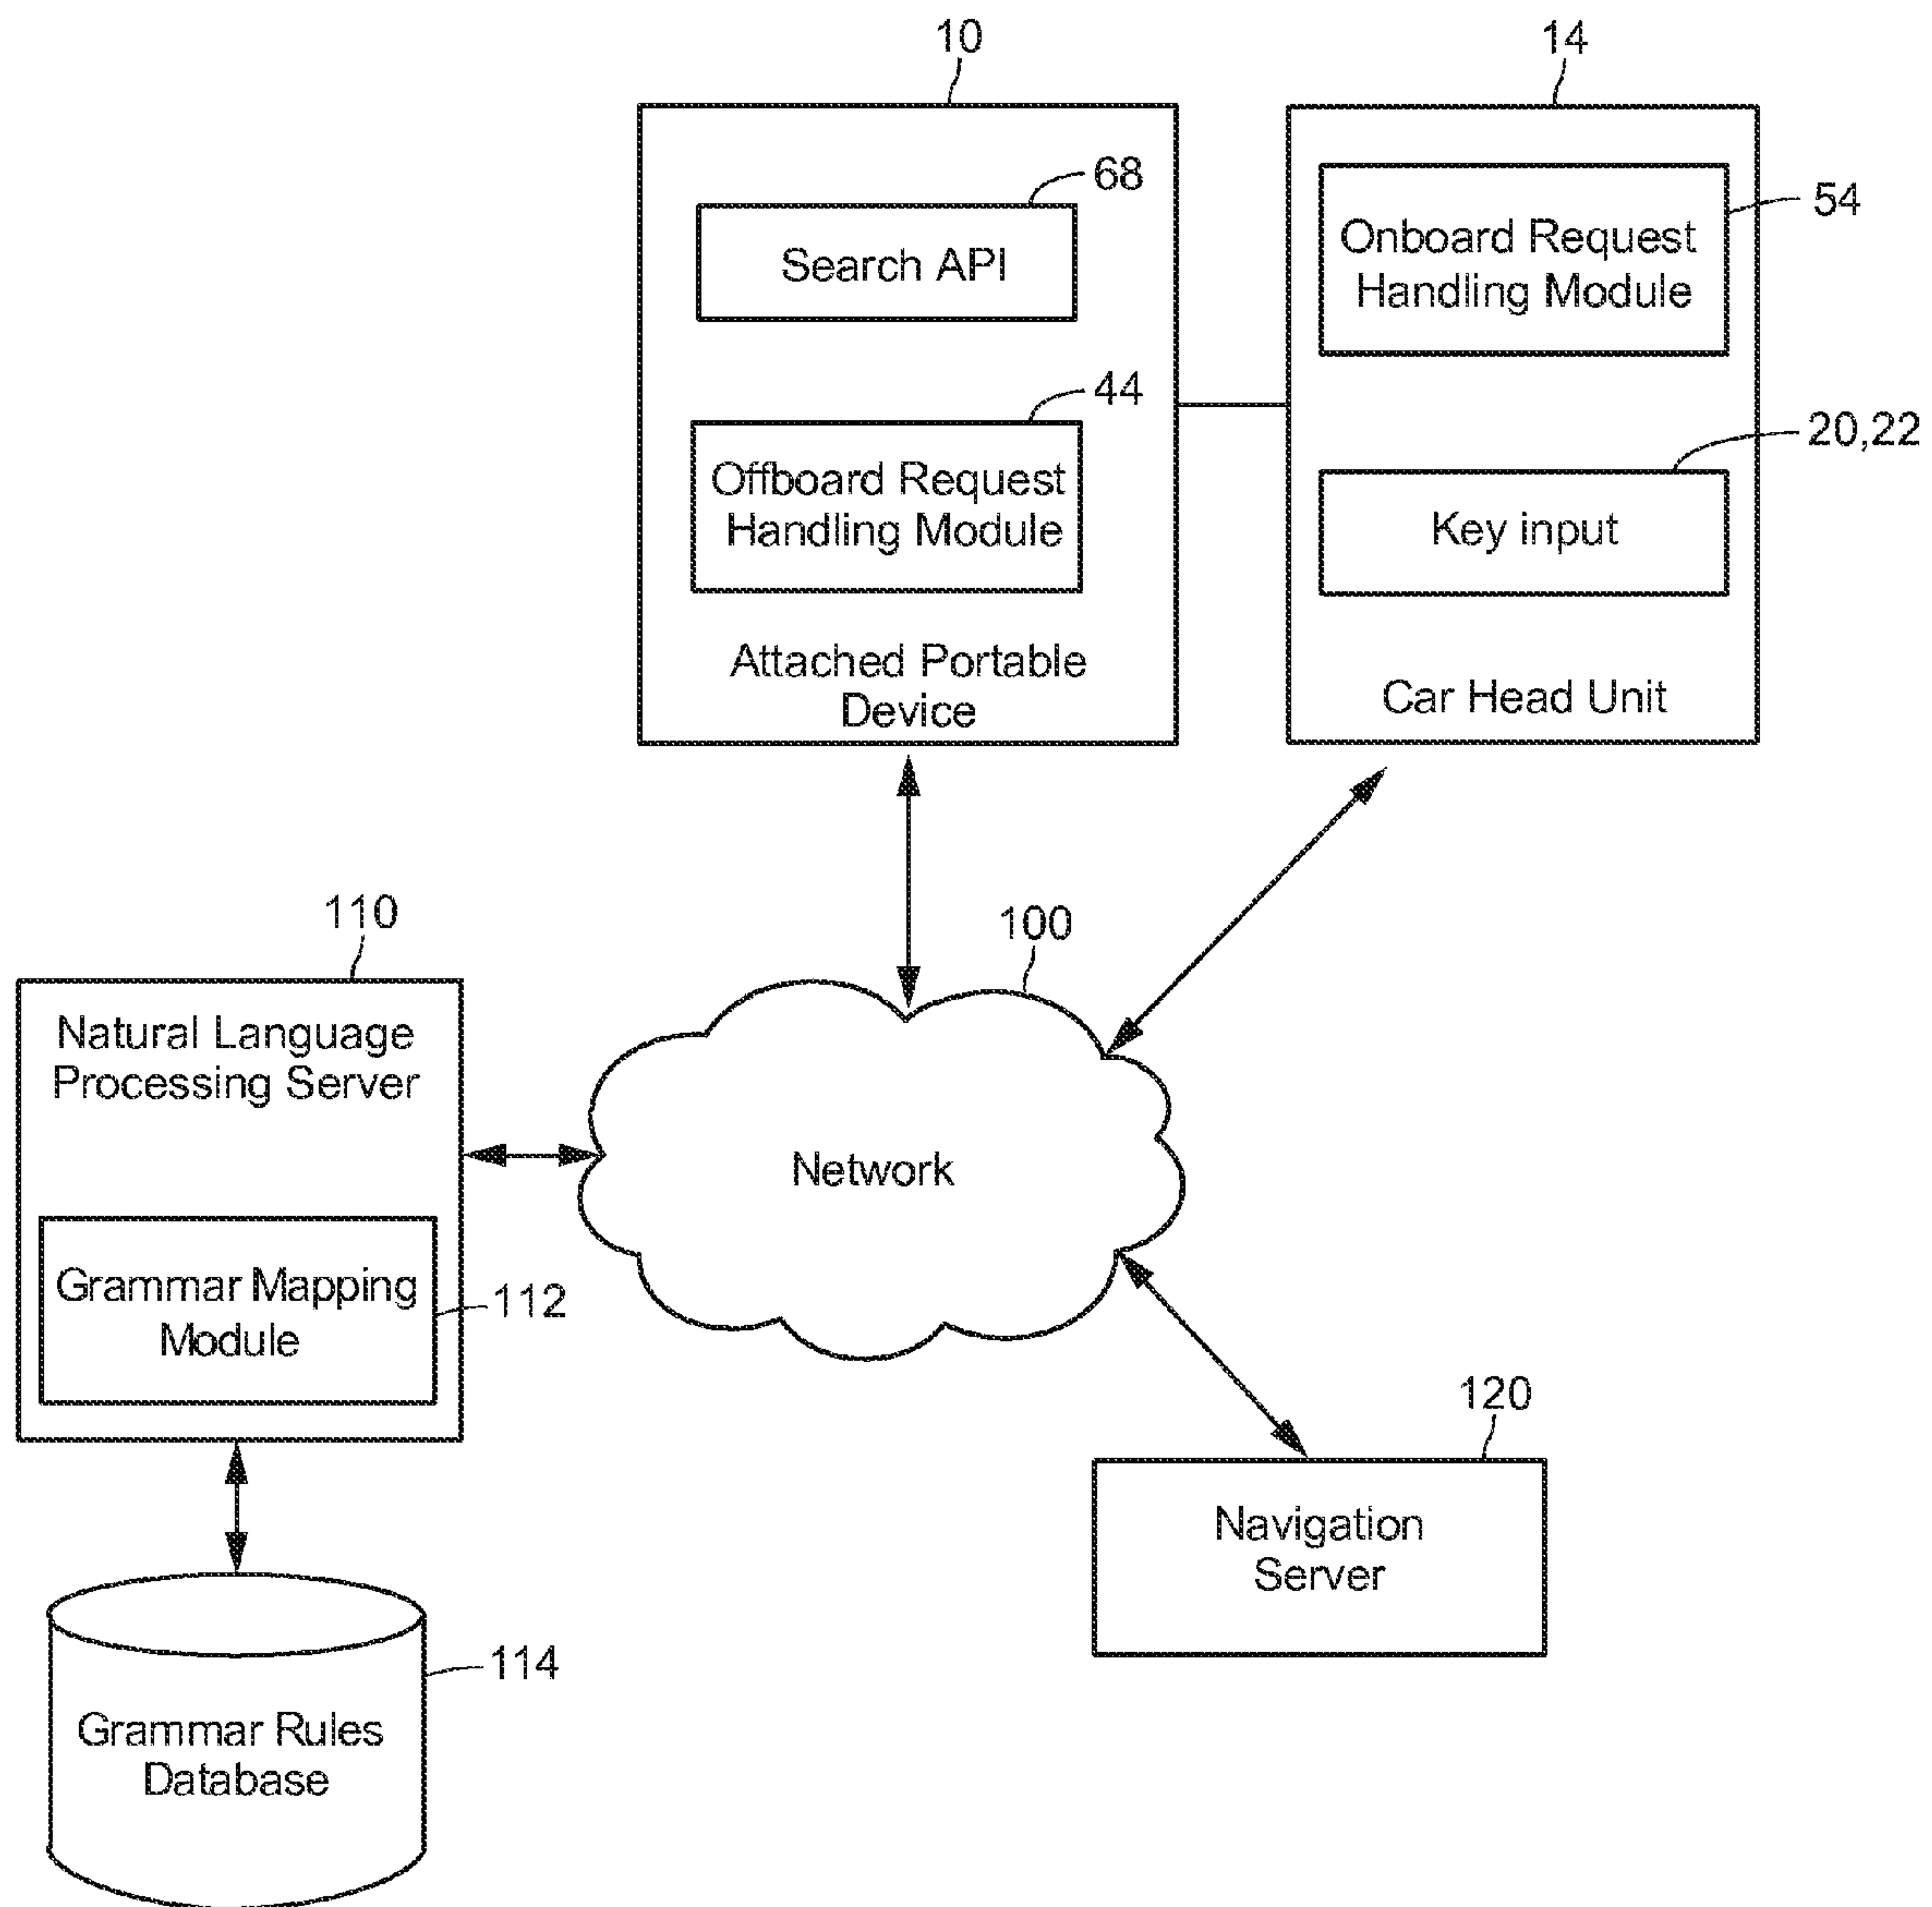 10
14
68
Search API
54
Onboard Request
Handling Module
44
Offboard Request
Handling Module
20,22
Key input
Attached Portable
Device
Car Head Unit
110
100
Natural Language
Processing Server
Network
Grammar Mapping
Module
112
120
Navigation
Server
114
Grammar Rules
Database